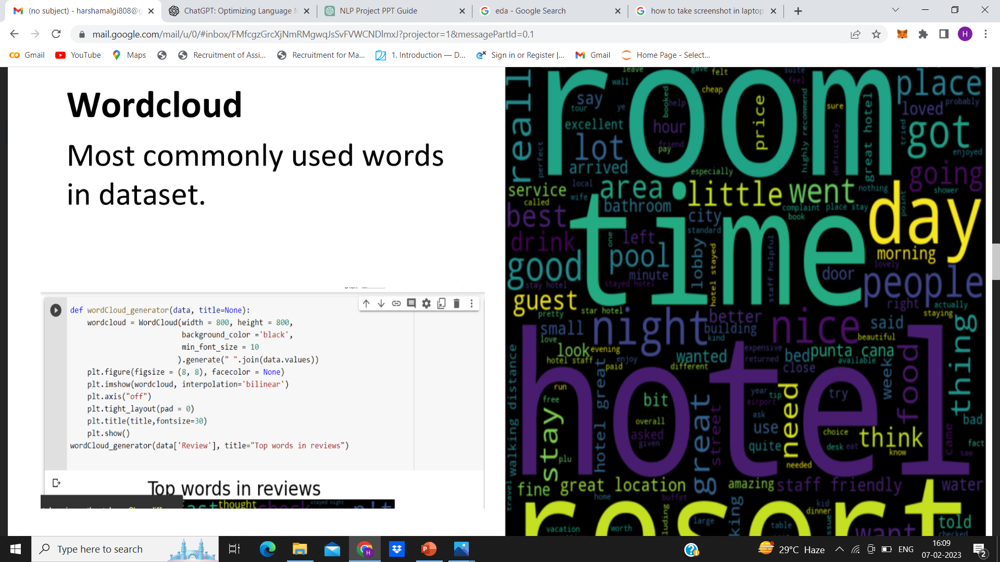 (no subject) - harshamalgi808@g
ChatGPT: Optimizing Language M
NLP Project PPT Guide
eda - Google Search
how to take screenshot in laptop
mail.google.com/mail/u/0/#inbox/FMfcgzGrcXjNmRMgwqJsSvFVWCNDlmxJ?projector=1&messagePartId=0.1
H
Gmail
YouTube
Maps
Recruitment of Assi...
Recruitment for Ma...
1. Introduction — D...
Sign in or Register |...
Gmail
Home Page - Select...
Wordcloud
Most commonly used words
in dataset.
def wordCloud_generator(data, title=None):
wordcloud = WordCloud(width = 800, height = 800,
background_color ='black',
min_font_size = 10
).generate(" ".join(data.values))
plt.figure(figsize = (8, 8), facecolor = None)
plt.imshow(wordcloud, interpolation='bilinear')
plt.axis("off")
plt.tight_layout(pad = 0)
plt.title(title,fontsize=30)
plt.show()
wordCloud_generator(data['Review'], title="Top words in reviews")
Top words in reviews
thought
check
stayed night
n't
leave
gave
felt
suite
wall
cheap
feel
place
say
tour
ye
booked
help
price
sure
loved
probably
room
real
excellent
hour
highly recommend
great hotel
tried
got
lot
friend
pay
definitely
enjoyed
perfect
arrived
especially
going
service
local
area
little
went
nothing
shower
called
wife
bathroom
complaint
place stay
day
point
best
city
book
time
standard
drink
one
left
good
pool
lobby
hotel stayed
staff helpful
morning
lovely
minute
door
people
stay hotel
stayed hotel
guest
right
actually
pretty
star hotel
better
staying
small
night
building
nice
said
thing
love
kind
beautiful
look
evening
expensive
punta cana
hotel staff
enjoy
wanted
returned
bed
available
food
paid
different
close
week
walking distance
hotel
run
year
tip
try
free
hotel great
bit
airport
need
stay
overall
great
street
ask
bad
asked
use
choice
think
came
given
quite
desk
eat
fact
plu
know
saw
needed
travel
fine
great location
amazing
staff friendly
water
home
buffet
resort
kid
dinner
large
table
told
vacation
worth
want
checked
Type here to search
29°C Haze
ENG
16:09
07-02-2023
2